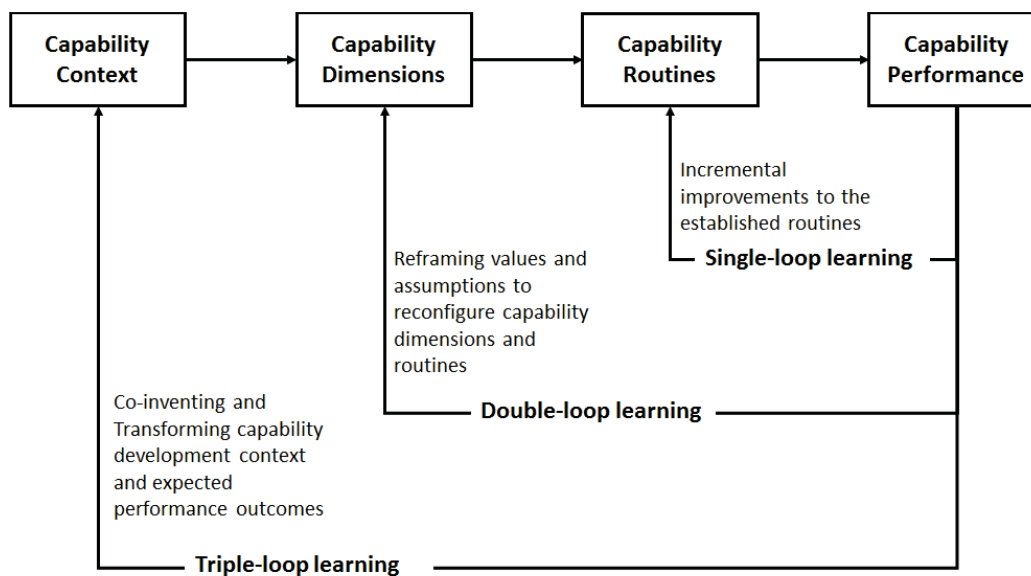 Capability
Context
Capability
Dimensions
Capability
Routines
Capability
Performance
Incremental
improvements to the
established routines
Single-loop learning
Reframing values and
assumptions to
reconfigure capability
dimensions and
routines
Double-loop learning
Co-inventing and
Transforming capability
development context
and expected
performance outcomes
Triple-loop learning